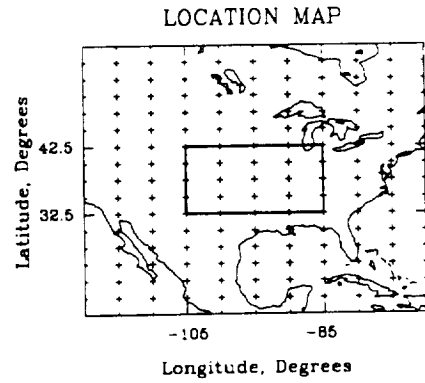 LOCATION MAP
Latitude, Degrees
42.5
32.5
-105
-85
Longitude, Degrees